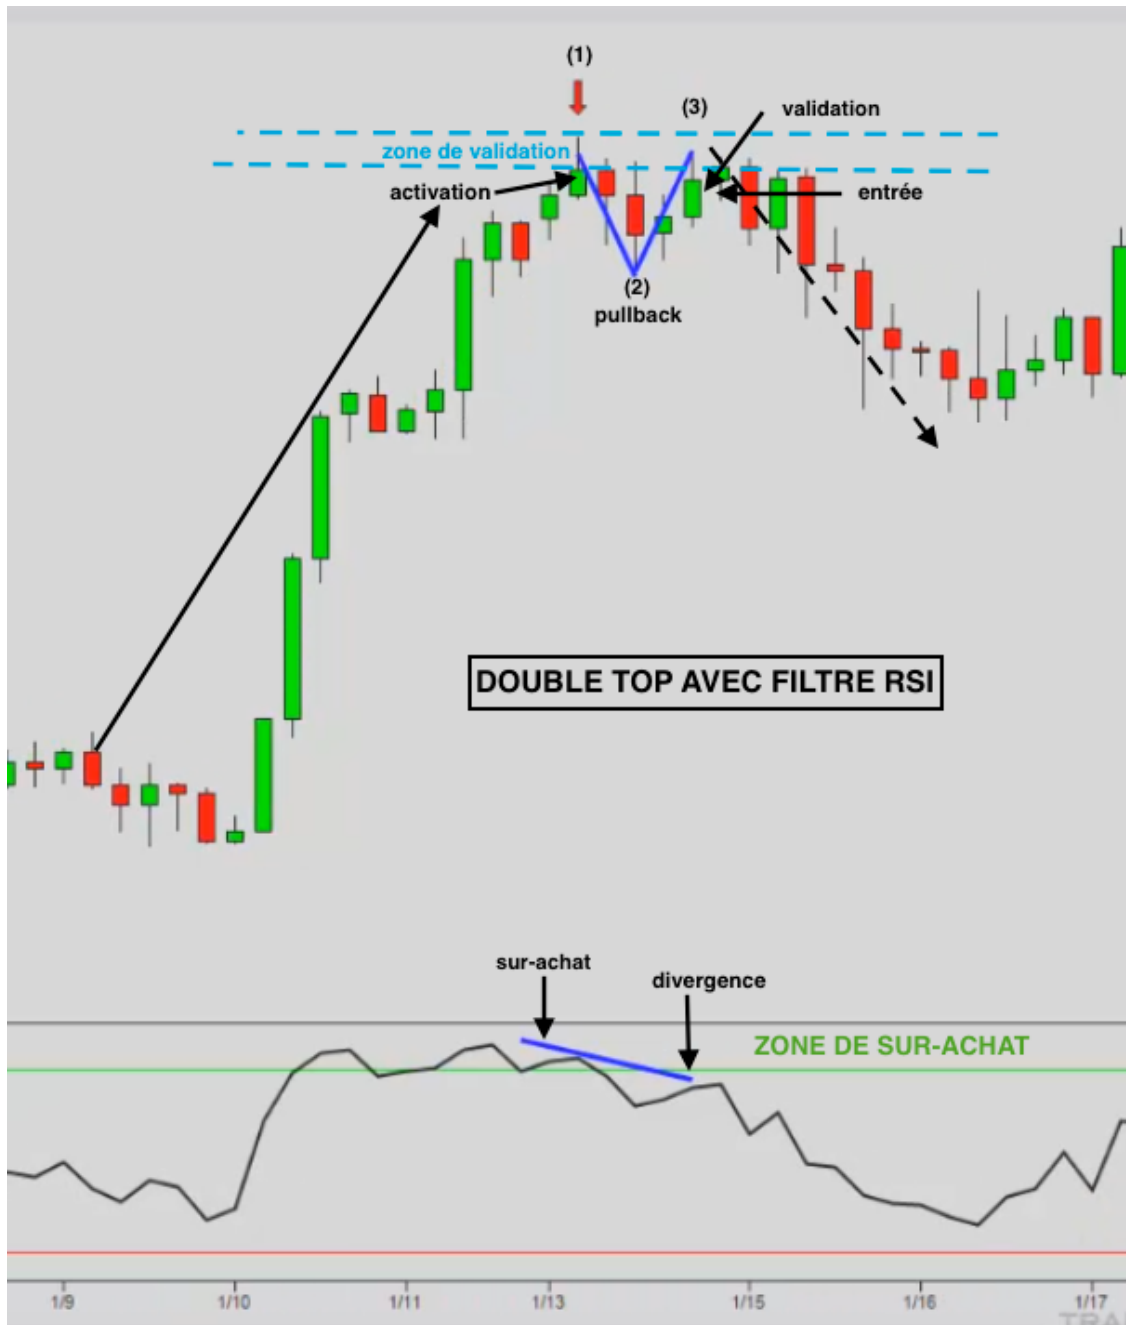 (1)
(3)
validation
zone de validation
activation
entrée
(2)
pullback
DOUBLE TOP AVEC FILTRE RSI
sur-achat
divergence
ZONE DE SUR-ACHAT
1/9
1/10
1/11
1/13
1/15
1/16
1/17